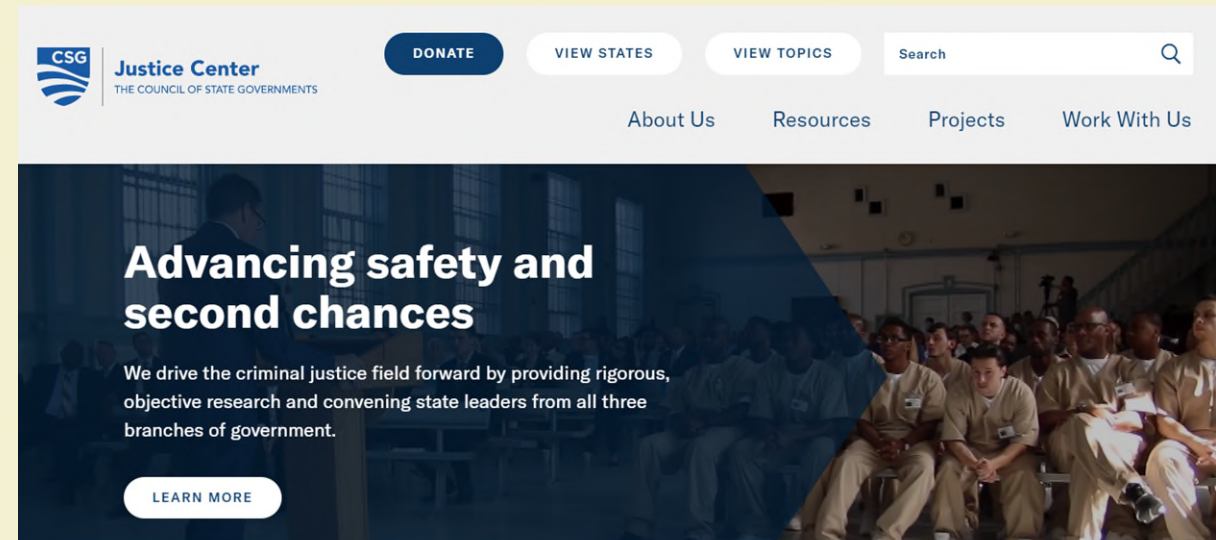 CSG
Justice Center
THE COUNCIL OF STATE GOVERNMENTS
DONATE
VIEW STATES
VIEW TOPICS
Search
About Us
Resources
Projects
Work With Us
Advancing safety and
second chances
We drive the criminal justice field forward by providing rigorous,
objective research and convening state leaders from all three
branches of government.
LEARN MORE